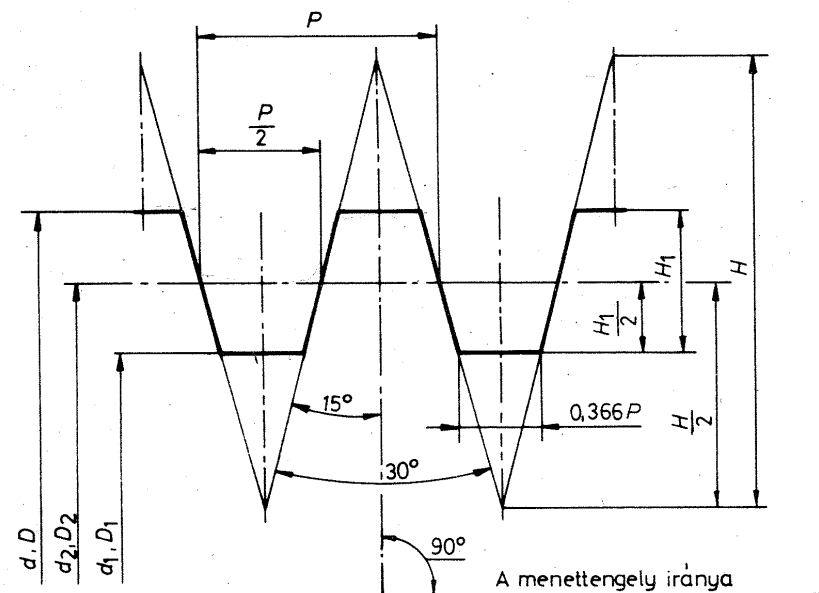 P
P/2
H₁
H
H₁/2
15°
0,366P
H/2
30°
d,D
d₂,D₂
d₁,D₁
90°
A menettengely iránya